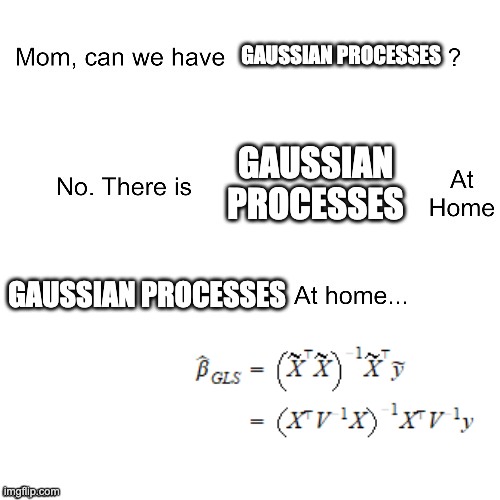 Mom, can we have GAUSSIAN PROCESSES ?
GAUSSIAN
No. There is PROCESSES At
Home
GAUSSIAN PROCESSES At home...
β̂_GLS = (X̃ᵀX̃)⁻¹X̃ᵀỹ
= (XᵀV⁻¹X)⁻¹XᵀV⁻¹y
imgflip.com